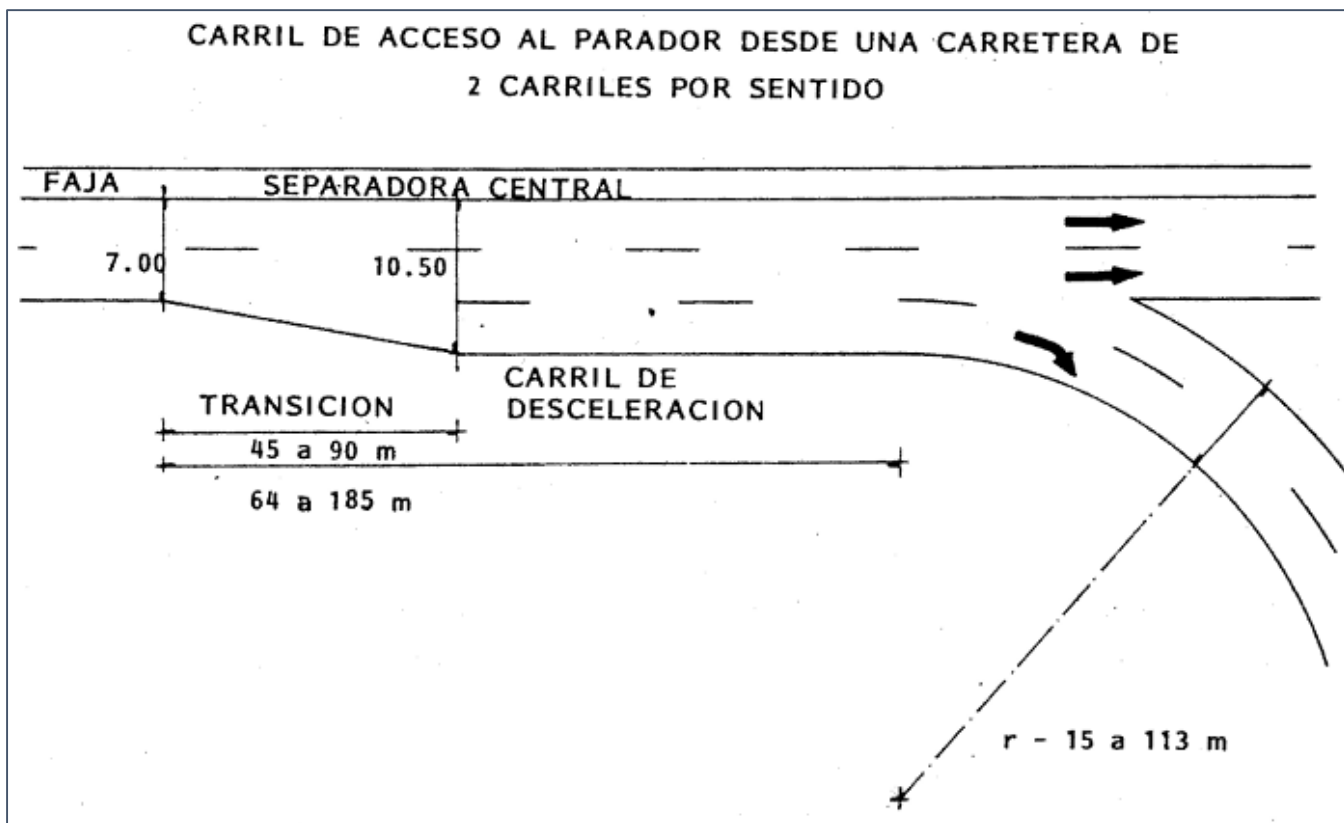 CARRIL DE ACCESO AL PARADOR DESDE UNA CARRETERA DE
2 CARRILES POR SENTIDO
FAJA SEPARADORA CENTRAL
7.00 10.50
CARRIL DE
DESCELERACION
TRANSICION
45 a 90 m
64 a 185 m
r - 15 a 113 m